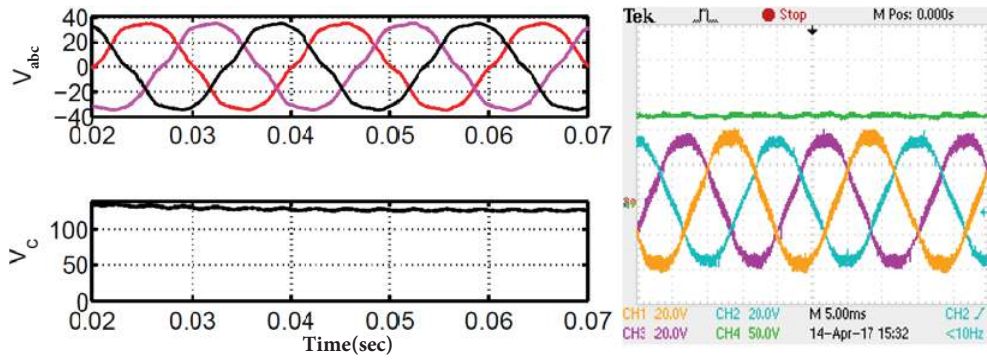 V abc
40
20
0
−20
−40
0.02 0.03 0.04 0.05 0.06 0.07
V C
100
50
0
0.02 0.03 0.04 0.05 0.06 0.07
Time(sec)
Tek Stop M Pos: 0.000s
CH1 20.0V CH2 20.0V M 5.00ms CH2
CH3 20.0V CH4 50.0V 14-Apr-17 15:32 <10Hz